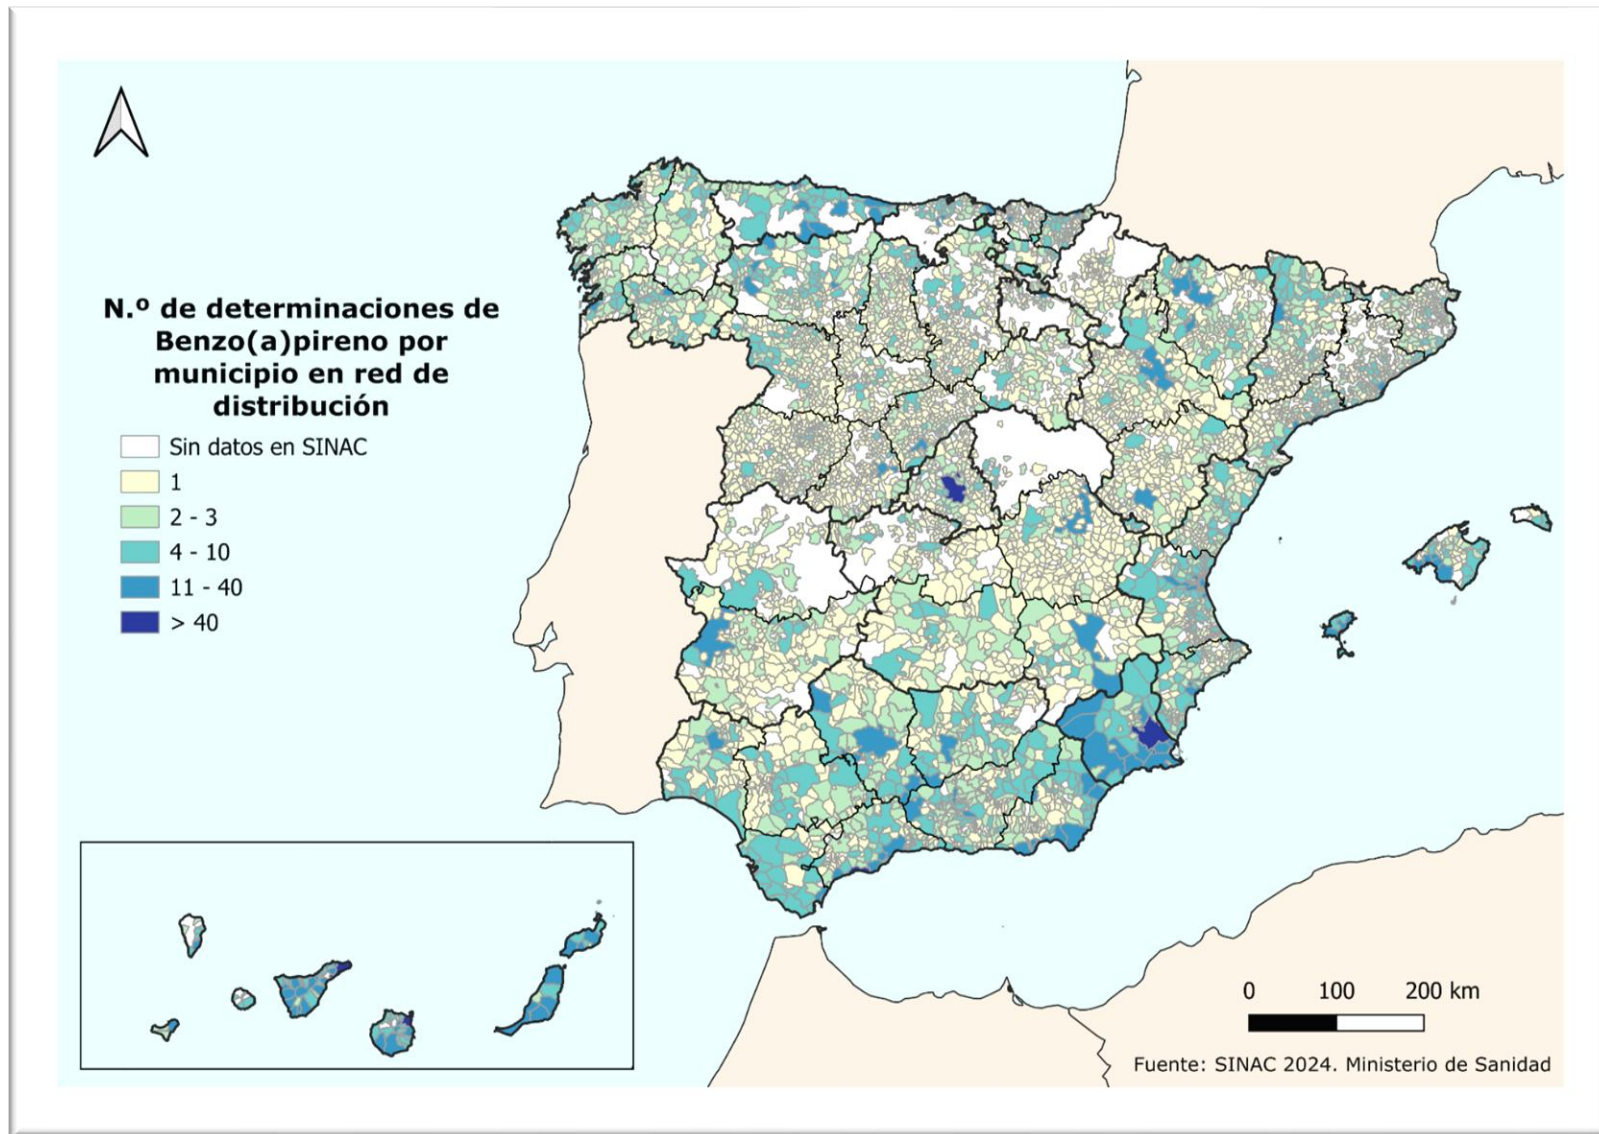 N.º de determinaciones de
Benzo(a)pireno por
municipio en red de
distribución
Sin datos en SINAC
1
2 - 3
4 - 10
11 - 40
> 40
0 100 200 km
Fuente: SINAC 2024. Ministerio de Sanidad